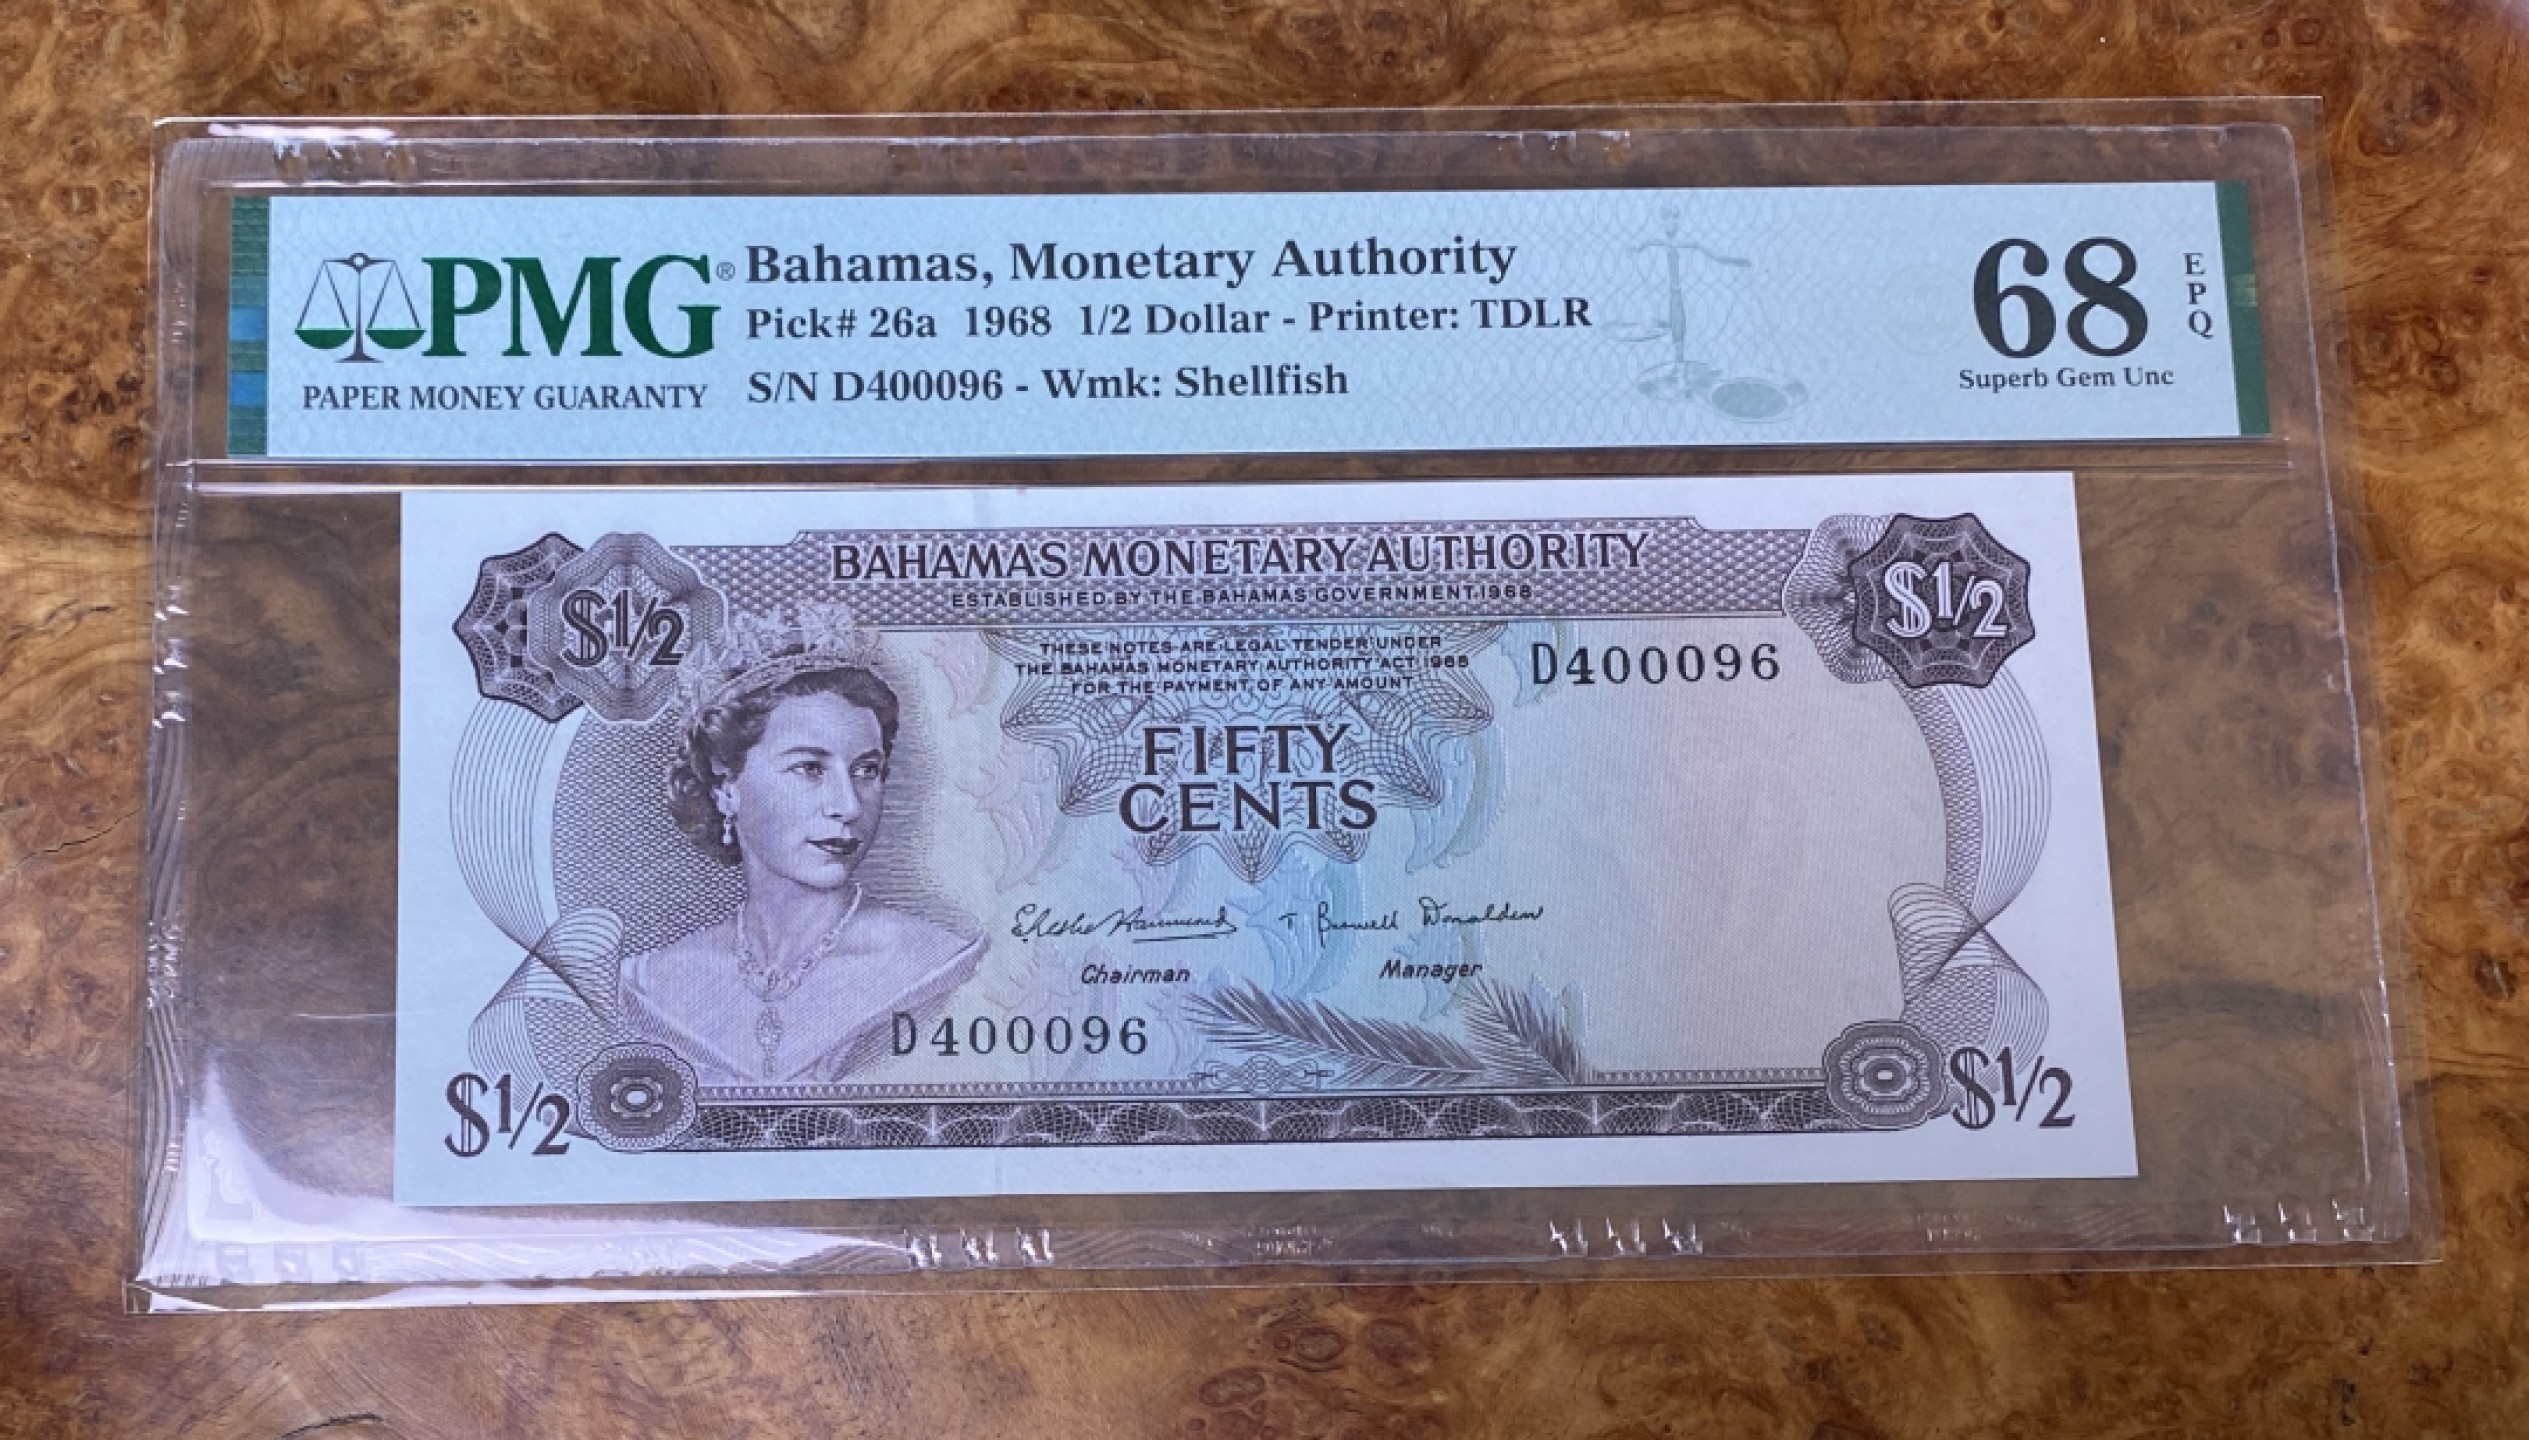 PMG®
PAPER MONEY GUARANTY
Bahamas, Monetary Authority
Pick# 26a 1968 1/2 Dollar - Printer: TDLR
S/N D400096 - Wmk: Shellfish
68
EPQ
Superb Gem Unc
BAHAMAS MONETARY AUTHORITY
ESTABLISHED BY THE BAHAMAS GOVERNMENT 1968
$1/2
$1/2
THESE NOTES ARE LEGAL TENDER UNDER
THE BAHAMAS MONETARY AUTHORITY ACT 1968
FOR THE PAYMENT OF ANY AMOUNT
D400096
FIFTY
CENTS
Chairman
Manager
D400096
$1/2
$1/2